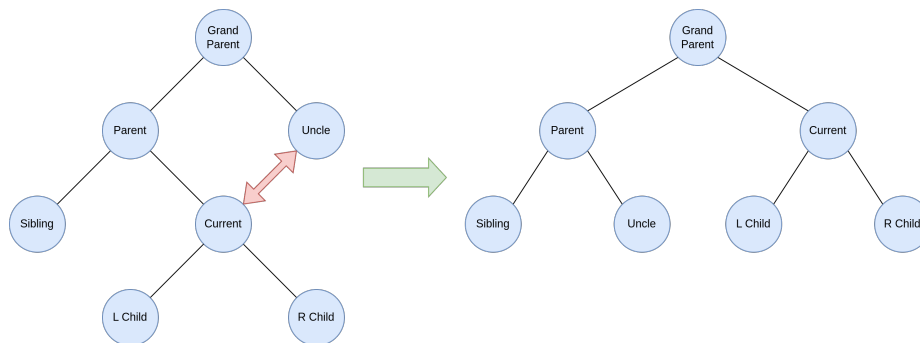 Grand
Parent
Parent
Uncle
Sibling
Current
L Child
R Child
Grand
Parent
Parent
Current
Sibling
Uncle
L Child
R Child